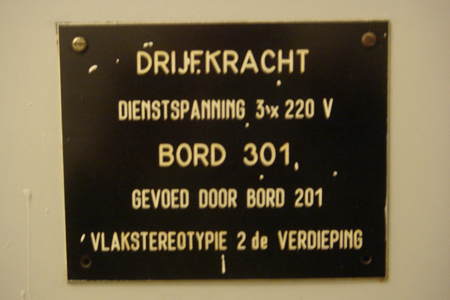 DRIJFKRACHT
DIENSTSPANNING 3 x 220 V
BORD 301
GEVOED DOOR BORD 201
VLAKSTEREOTYPIE 2 de VERDIEPING